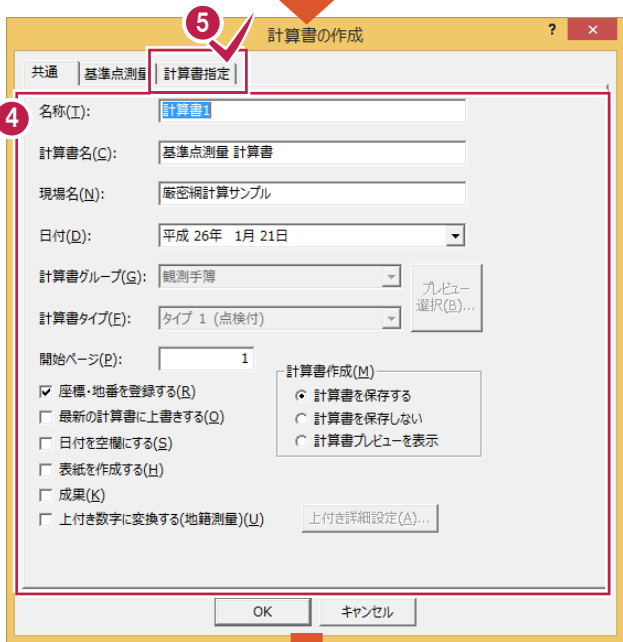 5
計算書の作成 ? ×
共通 基準点測量 計算書指定
4
名称(T): 計算書1
計算書名(C): 基準点測量 計算書
現場名(N): 厳密網計算サンプル
日付(D): 平成 26年 1月 21日
計算書グループ(G): 観測手簿
プレビュー
選択(B)...
計算書タイプ(F): タイプ 1 (点検付)
開始ページ(P): 1
計算書作成(M)
座標・地番を登録する(R)
計算書を保存する
最新の計算書に上書きする(O)
計算書を保存しない
日付を空欄にする(S)
計算書プレビューを表示
表紙を作成する(H)
成果(K)
上付き数字に変換する(地籍測量)(U)
上付き詳細設定(A)...
OK キャンセル